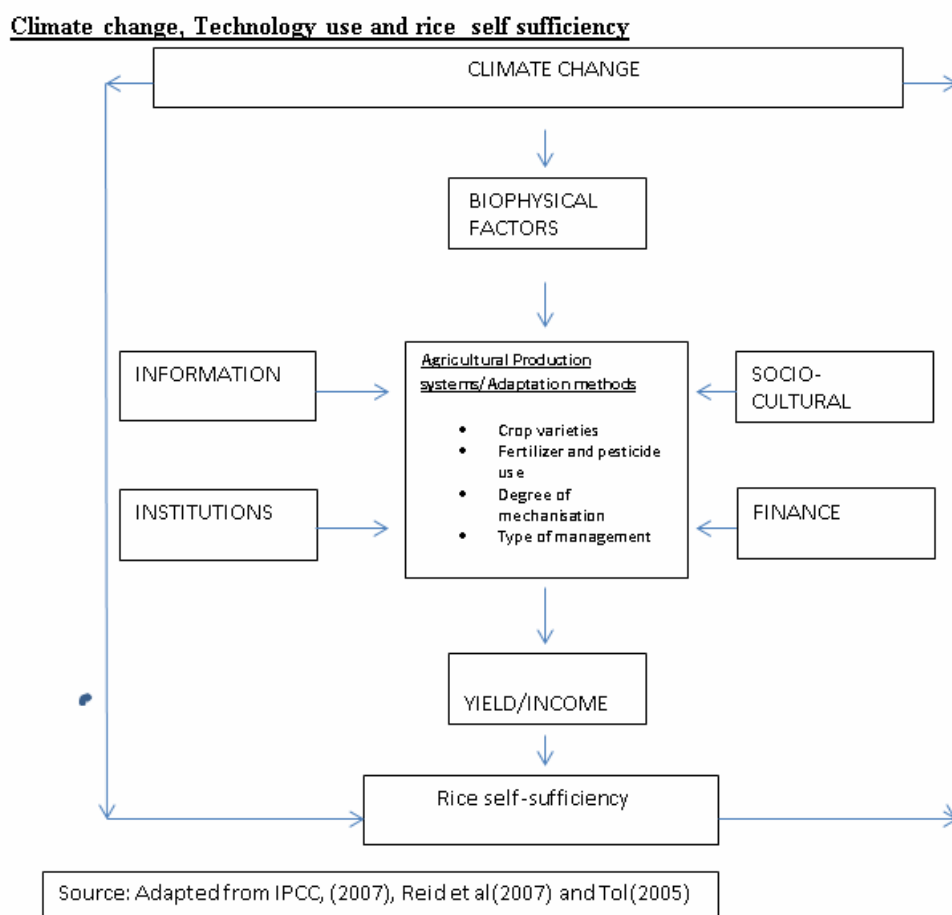 Climate change, Technology use and rice self sufficiency
CLIMATE CHANGE
BIOPHYSICAL
FACTORS
INFORMATION
INSTITUTIONS
Agricultural Production
systems/Adaptation methods
• Crop varieties
• Fertilizer and pesticide
use
• Degree of
mechanisation
• Type of management
SOCIO-
CULTURAL
FINANCE
YIELD/INCOME
Rice self-sufficiency
Source: Adapted from IPCC, (2007), Reid et al(2007) and Tol(2005)